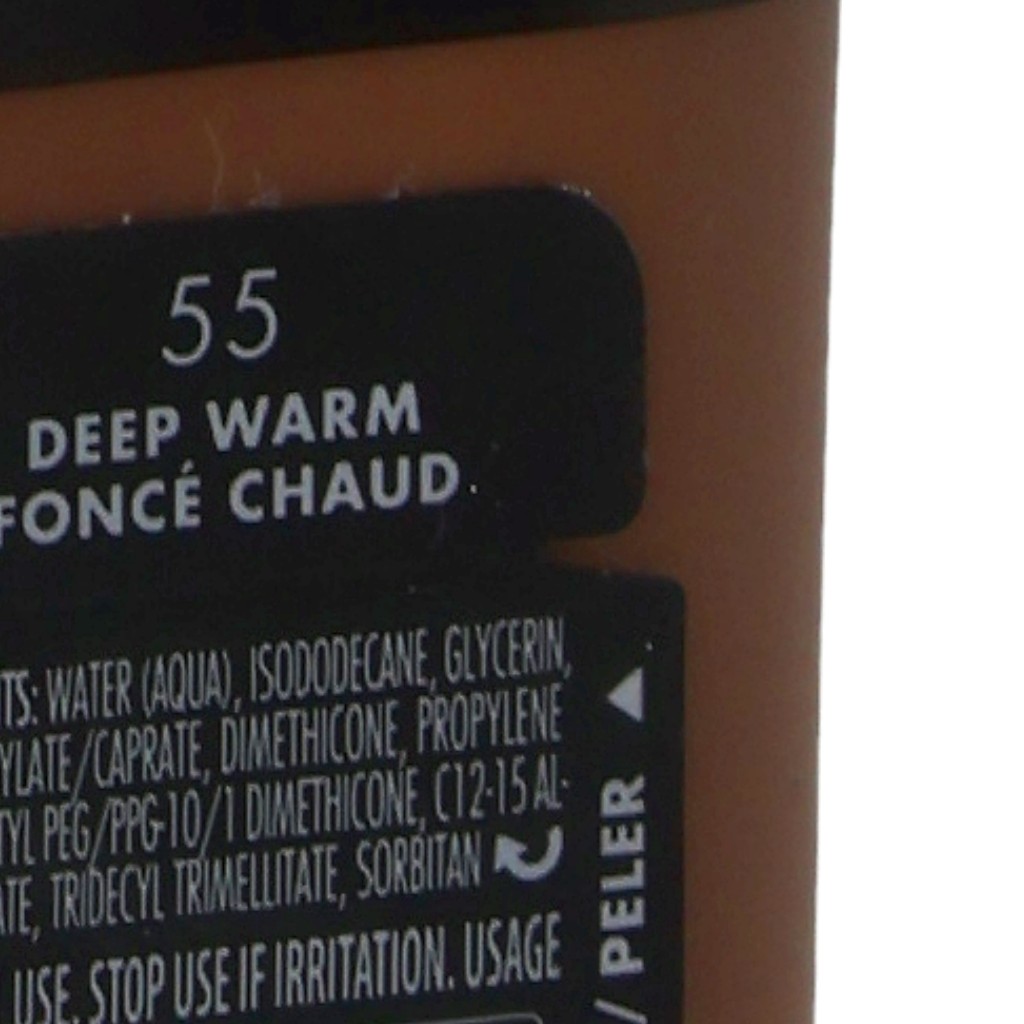 55
DEEP WARM
FONCÉ CHAUD
TS: WATER (AQUA), ISODODECANE, GLYCERIN,
YLATE/CAPRATE, DIMETHICONE, PROPYLENE
TYL PEG/PPG-10/1 DIMETHICONE, C12-15 AL-
ATE, TRIDECYL TRIMELLITATE, SORBITAN
USE. STOP USE IF IRRITATION. USAGE
/ PELER